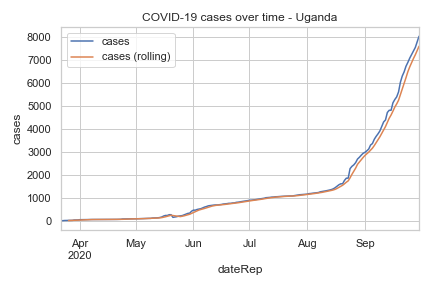 COVID-19 cases over time - Uganda
cases
cases (rolling)
8000
7000
6000
5000
4000
3000
2000
1000
0
cases
Apr
2020
May
Jun
Jul
Aug
Sep
dateRep